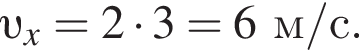 υₓ = 2 · 3 = 6 м/с.